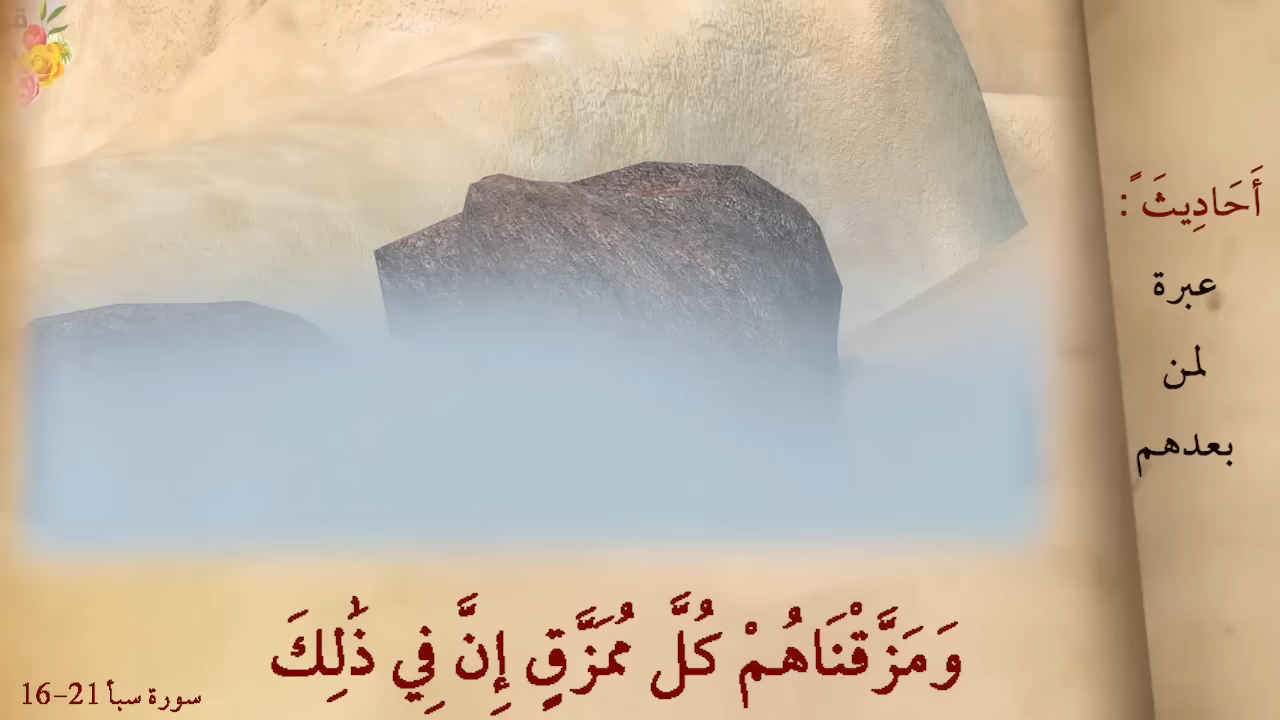 أَحَادِيثَ ً :
عبرة
لمن
بعدهم
وَمَزَّقْنَاهُمْ كُلَّ مُمَزَّقٍ إِنَّ فِي ذَٰلِكَ
سورة سبأ 21-16